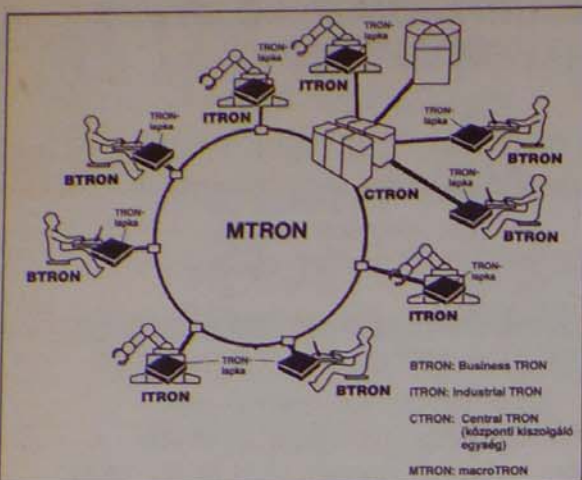 TRON-
lapka
ITRON
TRON-
lapka
ITRON
TRON-
lapka
BTRON
TRON-
lapka
BTRON
CTRON
TRON-
lapka
BTRON
TRON-
lapka
BTRON
MTRON
TRON-
lapka
ITRON
TRON-
lapka
ITRON
BTRON
BTRON: Business TRON
ITRON: Industrial TRON
CTRON: Central TRON
(központi kiszolgáló
egység)
MTRON: macroTRON